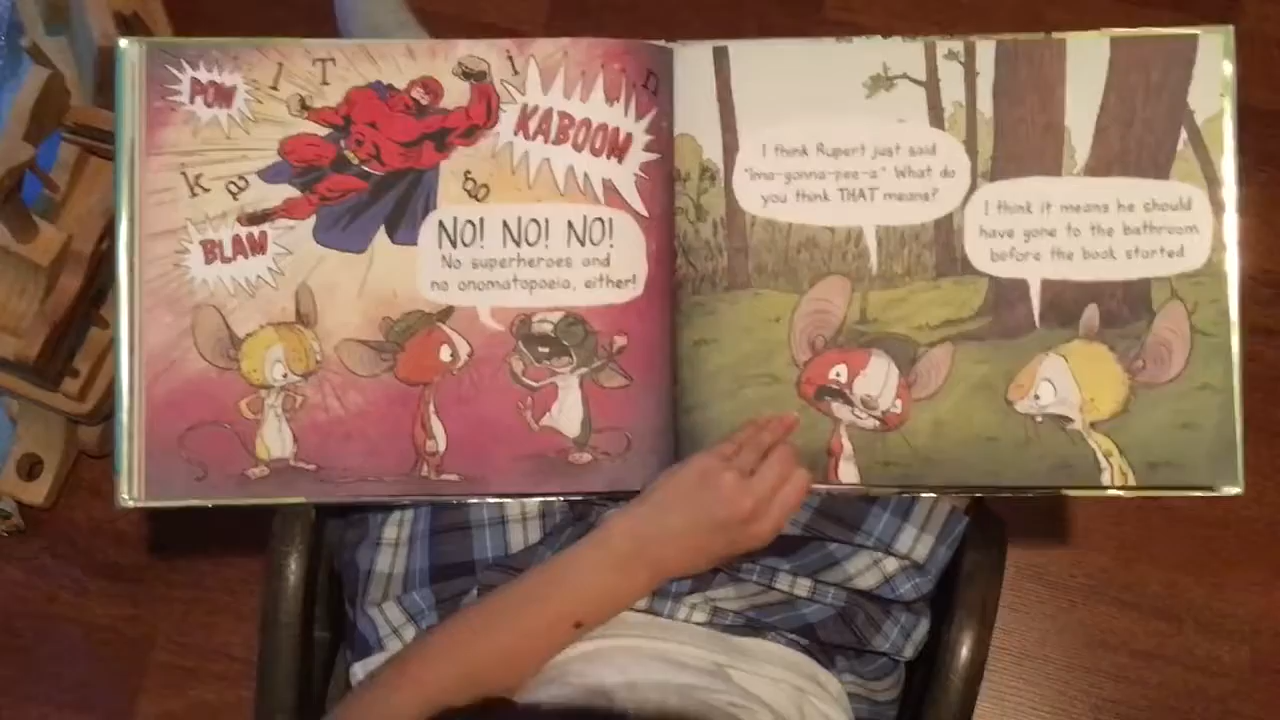 POW
I T i n
KABOOM
k a go
BLAM
NO! NO! NO!
No superheroes and
no onomatopoeia, either!
I think Rupert just said
"Ima-gonna-pee-a." What do
you think THAT means?
I think it means he should
have gone to the bathroom
before the book started.